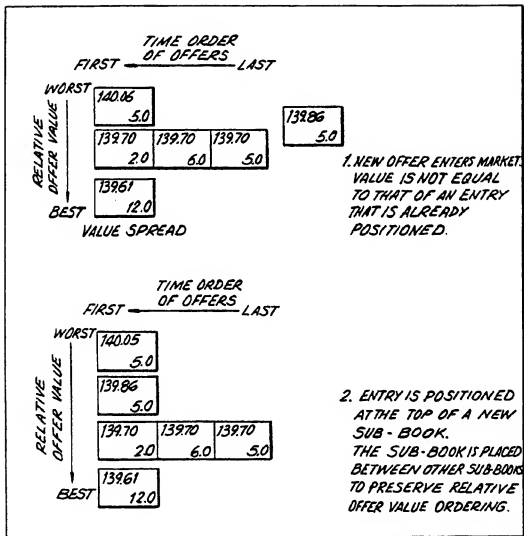 TIME ORDER
OF OFFERS
FIRST LAST
WORST
140.06
5.0
139.86
5.0
RELATIVE
OFFER VALUE
139.70 139.70 139.70
2.0 6.0 5.0
139.61
12.0
BEST
VALUE SPREAD
1. NEW OFFER ENTERS MARKET.
VALUE IS NOT EQUAL
TO THAT OF AN ENTRY
THAT IS ALREADY
POSITIONED.
TIME ORDER
OF OFFERS
FIRST LAST
WORST
140.05
5.0
139.86
5.0
RELATIVE
OFFER VALUE
139.70 139.70 139.70
2.0 6.0 5.0
139.61
12.0
BEST
2. ENTRY IS POSITIONED
AT THE TOP OF A NEW
SUB-BOOK.
THE SUB-BOOK IS PLACED
BETWEEN OTHER SUB-BOOKS
TO PRESERVE RELATIVE
OFFER VALUE ORDERING.